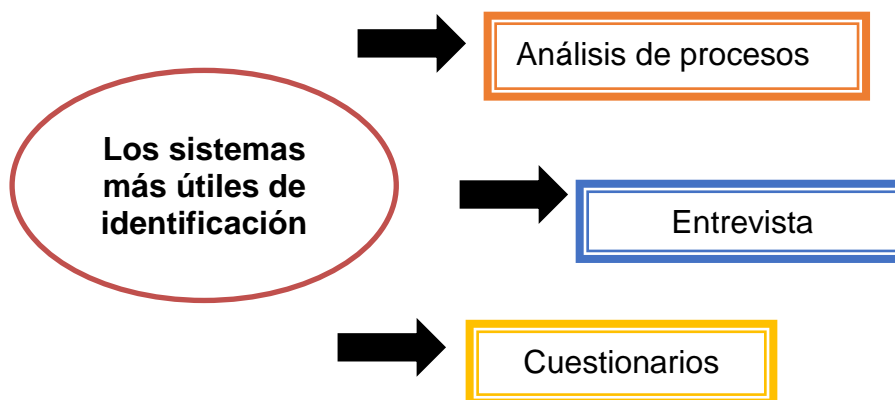 Análisis de procesos
Los sistemas
más útiles de
identificación
Entrevista
Cuestionarios